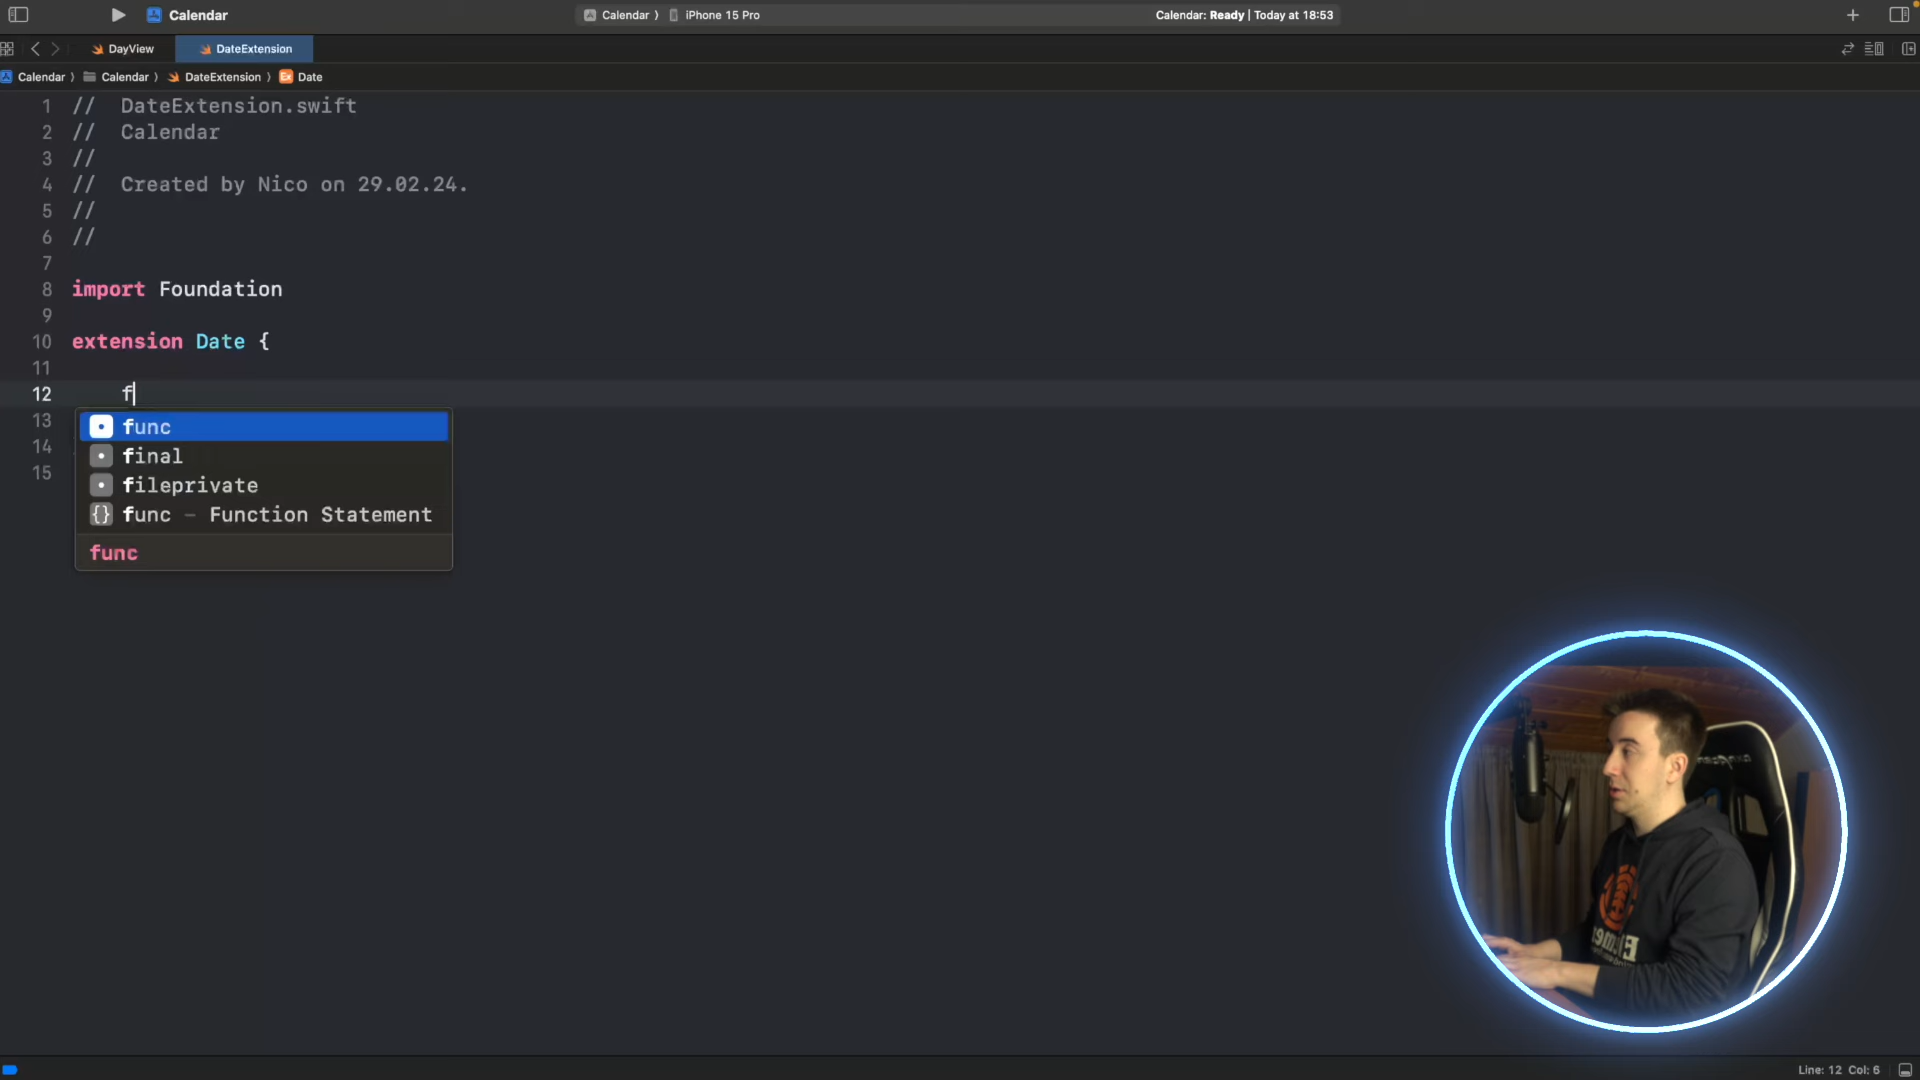 Calendar
Calendar 〉 iPhone 15 Pro
Calendar: Ready | Today at 18:53
DayView
DateExtension
Calendar 〉 Calendar 〉 DateExtension 〉 Ex Date
1 // DateExtension.swift
2 // Calendar
3 //
4 // Created by Nico on 29.02.24.
5 //
6 //
7
8 import Foundation
9
10 extension Date {
11
12 f
13
14
15
func
final
fileprivate
{} func – Function Statement
func
Line: 12 Col: 6